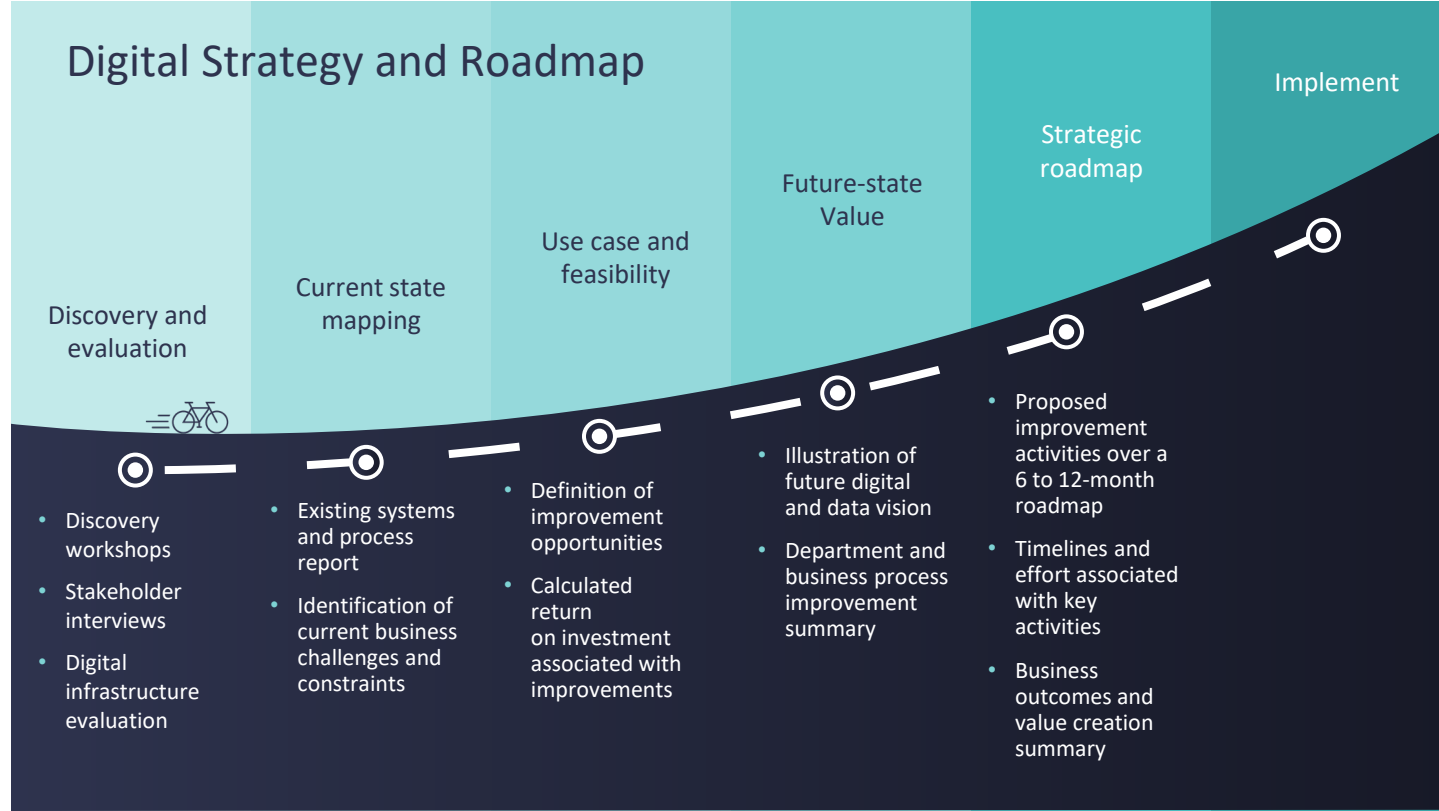 Digital Strategy and Roadmap
Discovery and
evaluation
Current state
mapping
Use case and
feasibility
Future-state
Value
Strategic
roadmap
Implement
• Discovery
workshops
• Stakeholder
interviews
• Digital
infrastructure
evaluation
• Existing systems
and process
report
• Identification of
current business
challenges and
constraints
• Definition of
improvement
opportunities
• Calculated
return
on investment
associated with
improvements
• Illustration of
future digital
and data vision
• Department and
business process
improvement
summary
• Proposed
improvement
activities over a
6 to 12-month
roadmap
• Timelines and
effort associated
with key
activities
• Business
outcomes and
value creation
summary